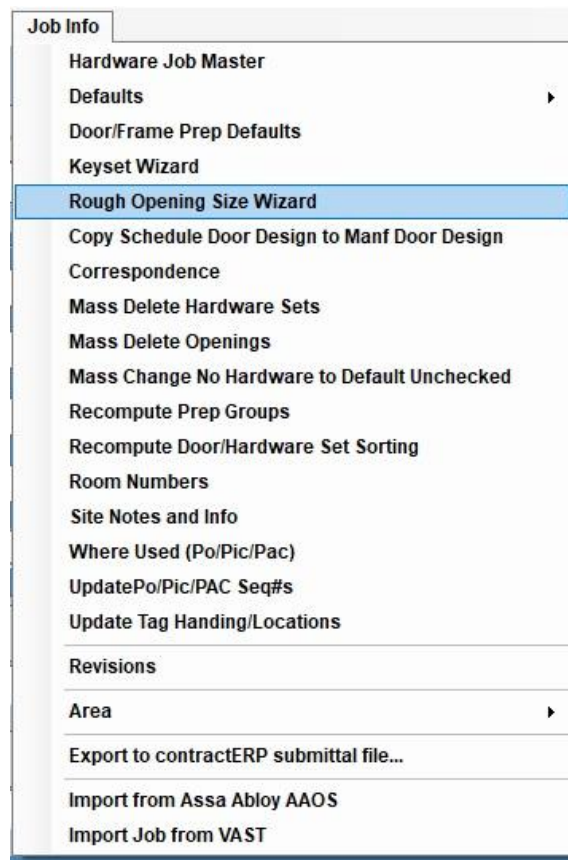 Job Info
Hardware Job Master
Defaults
Door/Frame Prep Defaults
Keyset Wizard
Rough Opening Size Wizard
Copy Schedule Door Design to Manf Door Design
Correspondence
Mass Delete Hardware Sets
Mass Delete Openings
Mass Change No Hardware to Default Unchecked
Recompute Prep Groups
Recompute Door/Hardware Set Sorting
Room Numbers
Site Notes and Info
Where Used (Po/Pic/Pac)
UpdatePo/Pic/PAC Seq#s
Update Tag Handing/Locations
Revisions
Area
Export to contractERP submittal file...
Import from Assa Abloy AAOS
Import Job from VAST